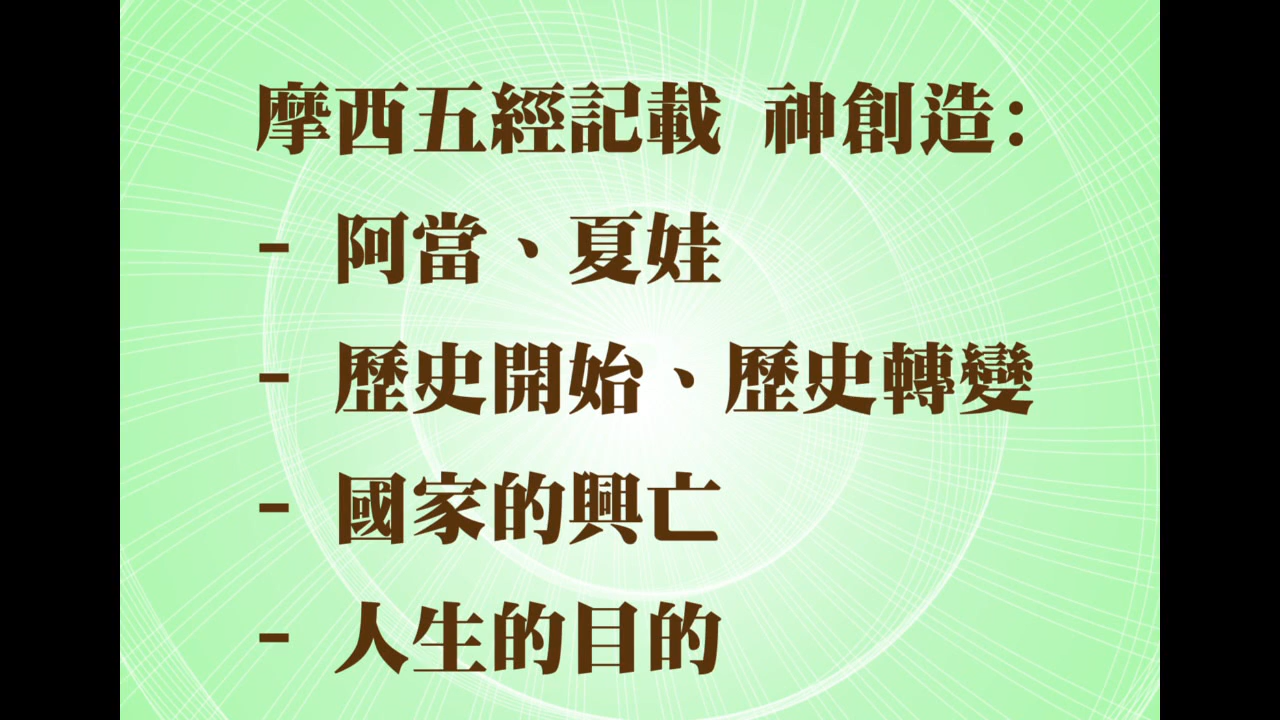 摩西五經記載 神創造:
- 阿當、夏娃
- 歷史開始、歷史轉變
- 國家的興亡
- 人生的目的